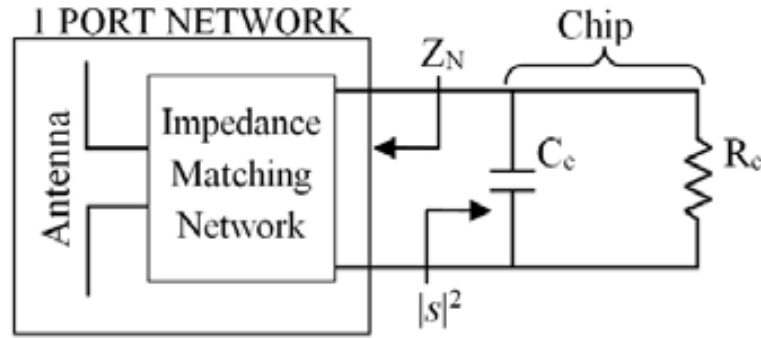 1 PORT NETWORK
Chip
Z_N
Antenna
Impedance
Matching
Network
C_c
R_c
|s|²